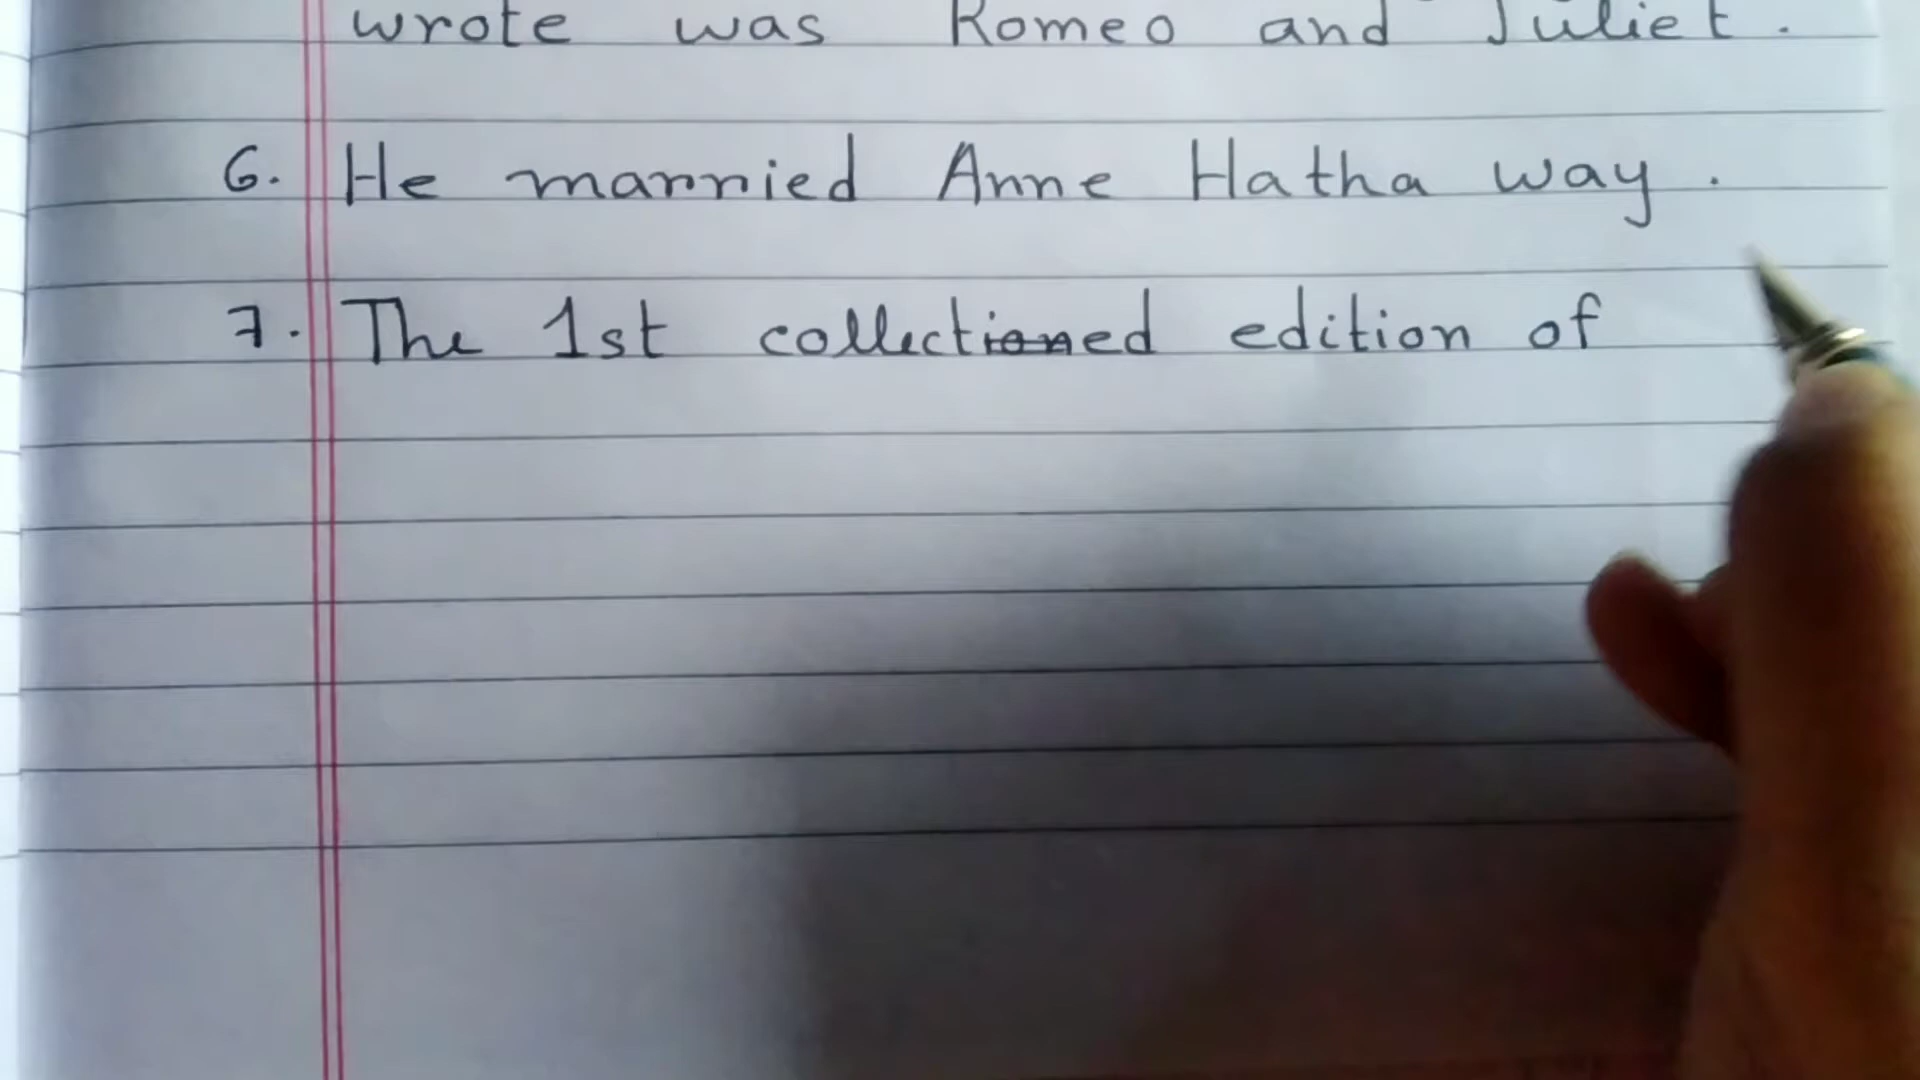 wrote was Romeo and Juliet.
6. He married Anne Hatha way.
7. The 1st collectioned edition of